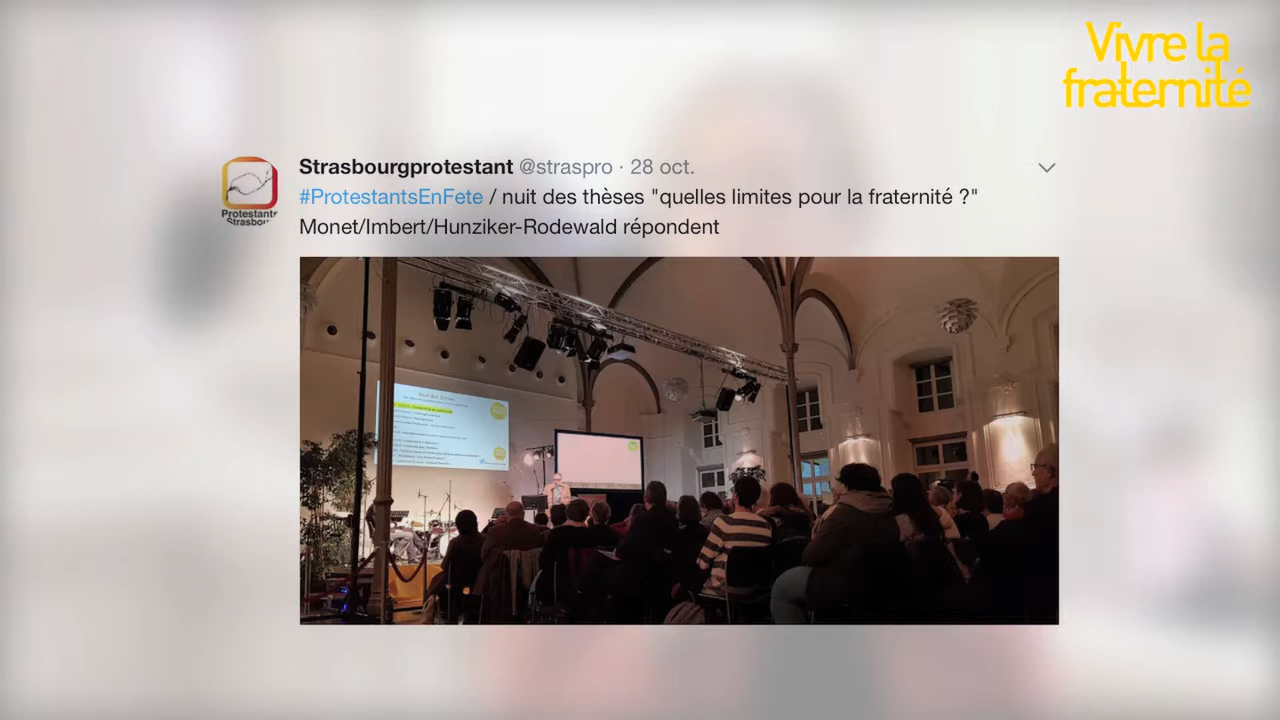 Vivre la
fraternité
Strasbourgprotestant @straspro · 28 oct.
#ProtestantsEnFete / nuit des thèses "quelles limites pour la fraternité ?"
Monet/Imbert/Hunziker-Rodewald répondent
Protestants
Strasbou